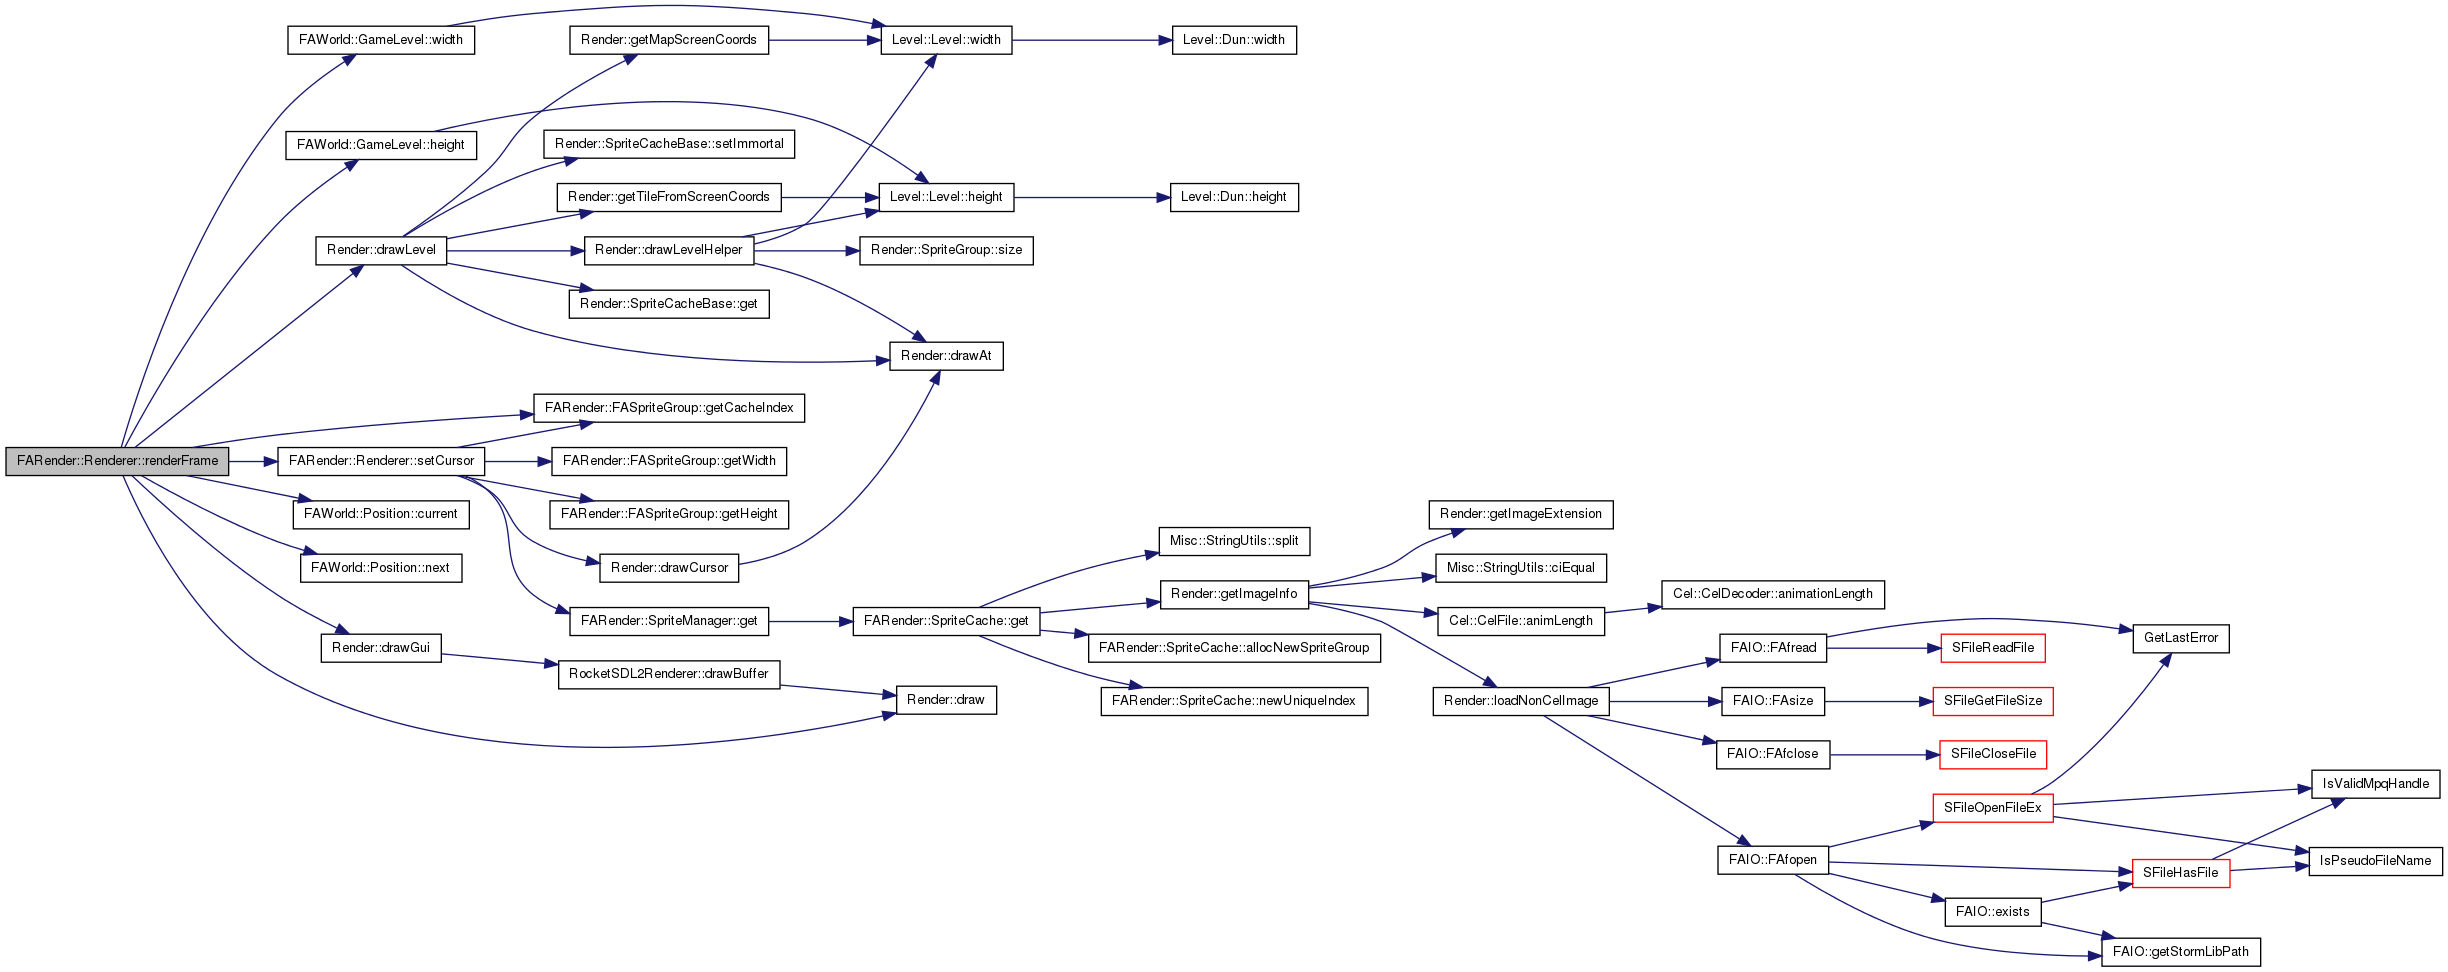 FARender::Renderer::renderFrame
FAWorld::GameLevel::width
FAWorld::GameLevel::height
Render::drawLevel
FARender::Renderer::setCursor
FAWorld::Position::current
FAWorld::Position::next
Render::drawGui
Render::getMapScreenCoords
Render::SpriteCacheBase::setImmortal
Render::getTileFromScreenCoords
Render::drawLevelHelper
Render::SpriteCacheBase::get
FARender::FASpriteGroup::getCacheIndex
FARender::FASpriteGroup::getWidth
FARender::FASpriteGroup::getHeight
Render::drawCursor
FARender::SpriteManager::get
RocketSDL2Renderer::drawBuffer
Level::Level::width
Level::Level::height
Render::SpriteGroup::size
Render::drawAt
FARender::SpriteCache::get
Render::draw
Level::Dun::width
Level::Dun::height
Misc::StringUtils::split
Render::getImageInfo
FARender::SpriteCache::allocNewSpriteGroup
FARender::SpriteCache::newUniqueIndex
Render::getImageExtension
Misc::StringUtils::ciEqual
Cel::CelFile::animLength
Render::loadNonCelImage
Cel::CelDecoder::animationLength
FAIO::FAfread
FAIO::FAsize
FAIO::FAfclose
FAIO::FAfopen
SFileReadFile
SFileGetFileSize
SFileCloseFile
SFileOpenFileEx
FAIO::exists
GetLastError
SFileHasFile
FAIO::getStormLibPath
IsValidMpqHandle
IsPseudoFileName